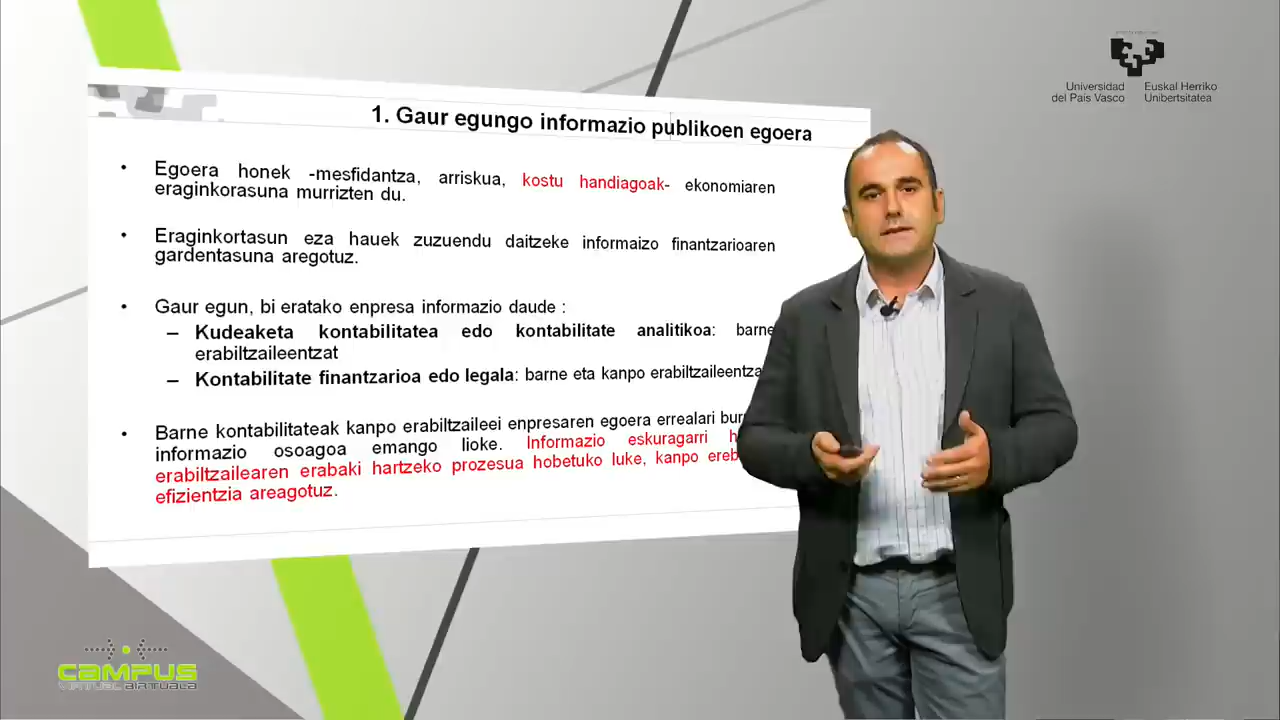 1. Gaur egungo informazio publikoen egoera
Universidad
del País Vasco
Euskal Herriko
Unibertsitatea
• Egoera honek -mesfidantza, arriskua, kostu handiagoak- ekonomiaren
eraginkorasuna murrizten du.
• Eraginkortasun eza hauek zuzuendu daitzeke informaizo finantzarioaren
gardentasuna aregotuz.
• Gaur egun, bi eratako enpresa informazio daude :
– Kudeaketa kontabilitatea edo kontabilitate analitikoa: barne
erabiltzaileentzat
– Kontabilitate finantzarioa edo legala: barne eta kanpo
• Barne kontabilitateak kanpo erabiltzaileei enpresaren egoera errealari
informazio osoagoa emango lioke. Informazio eskuragarri
erabiltzailearen erabaki hartzeko prozesua hobetuko luke, kanpo
efizientzia areagotuz.
CAMPUS
VIRTUAL BIRTUALA